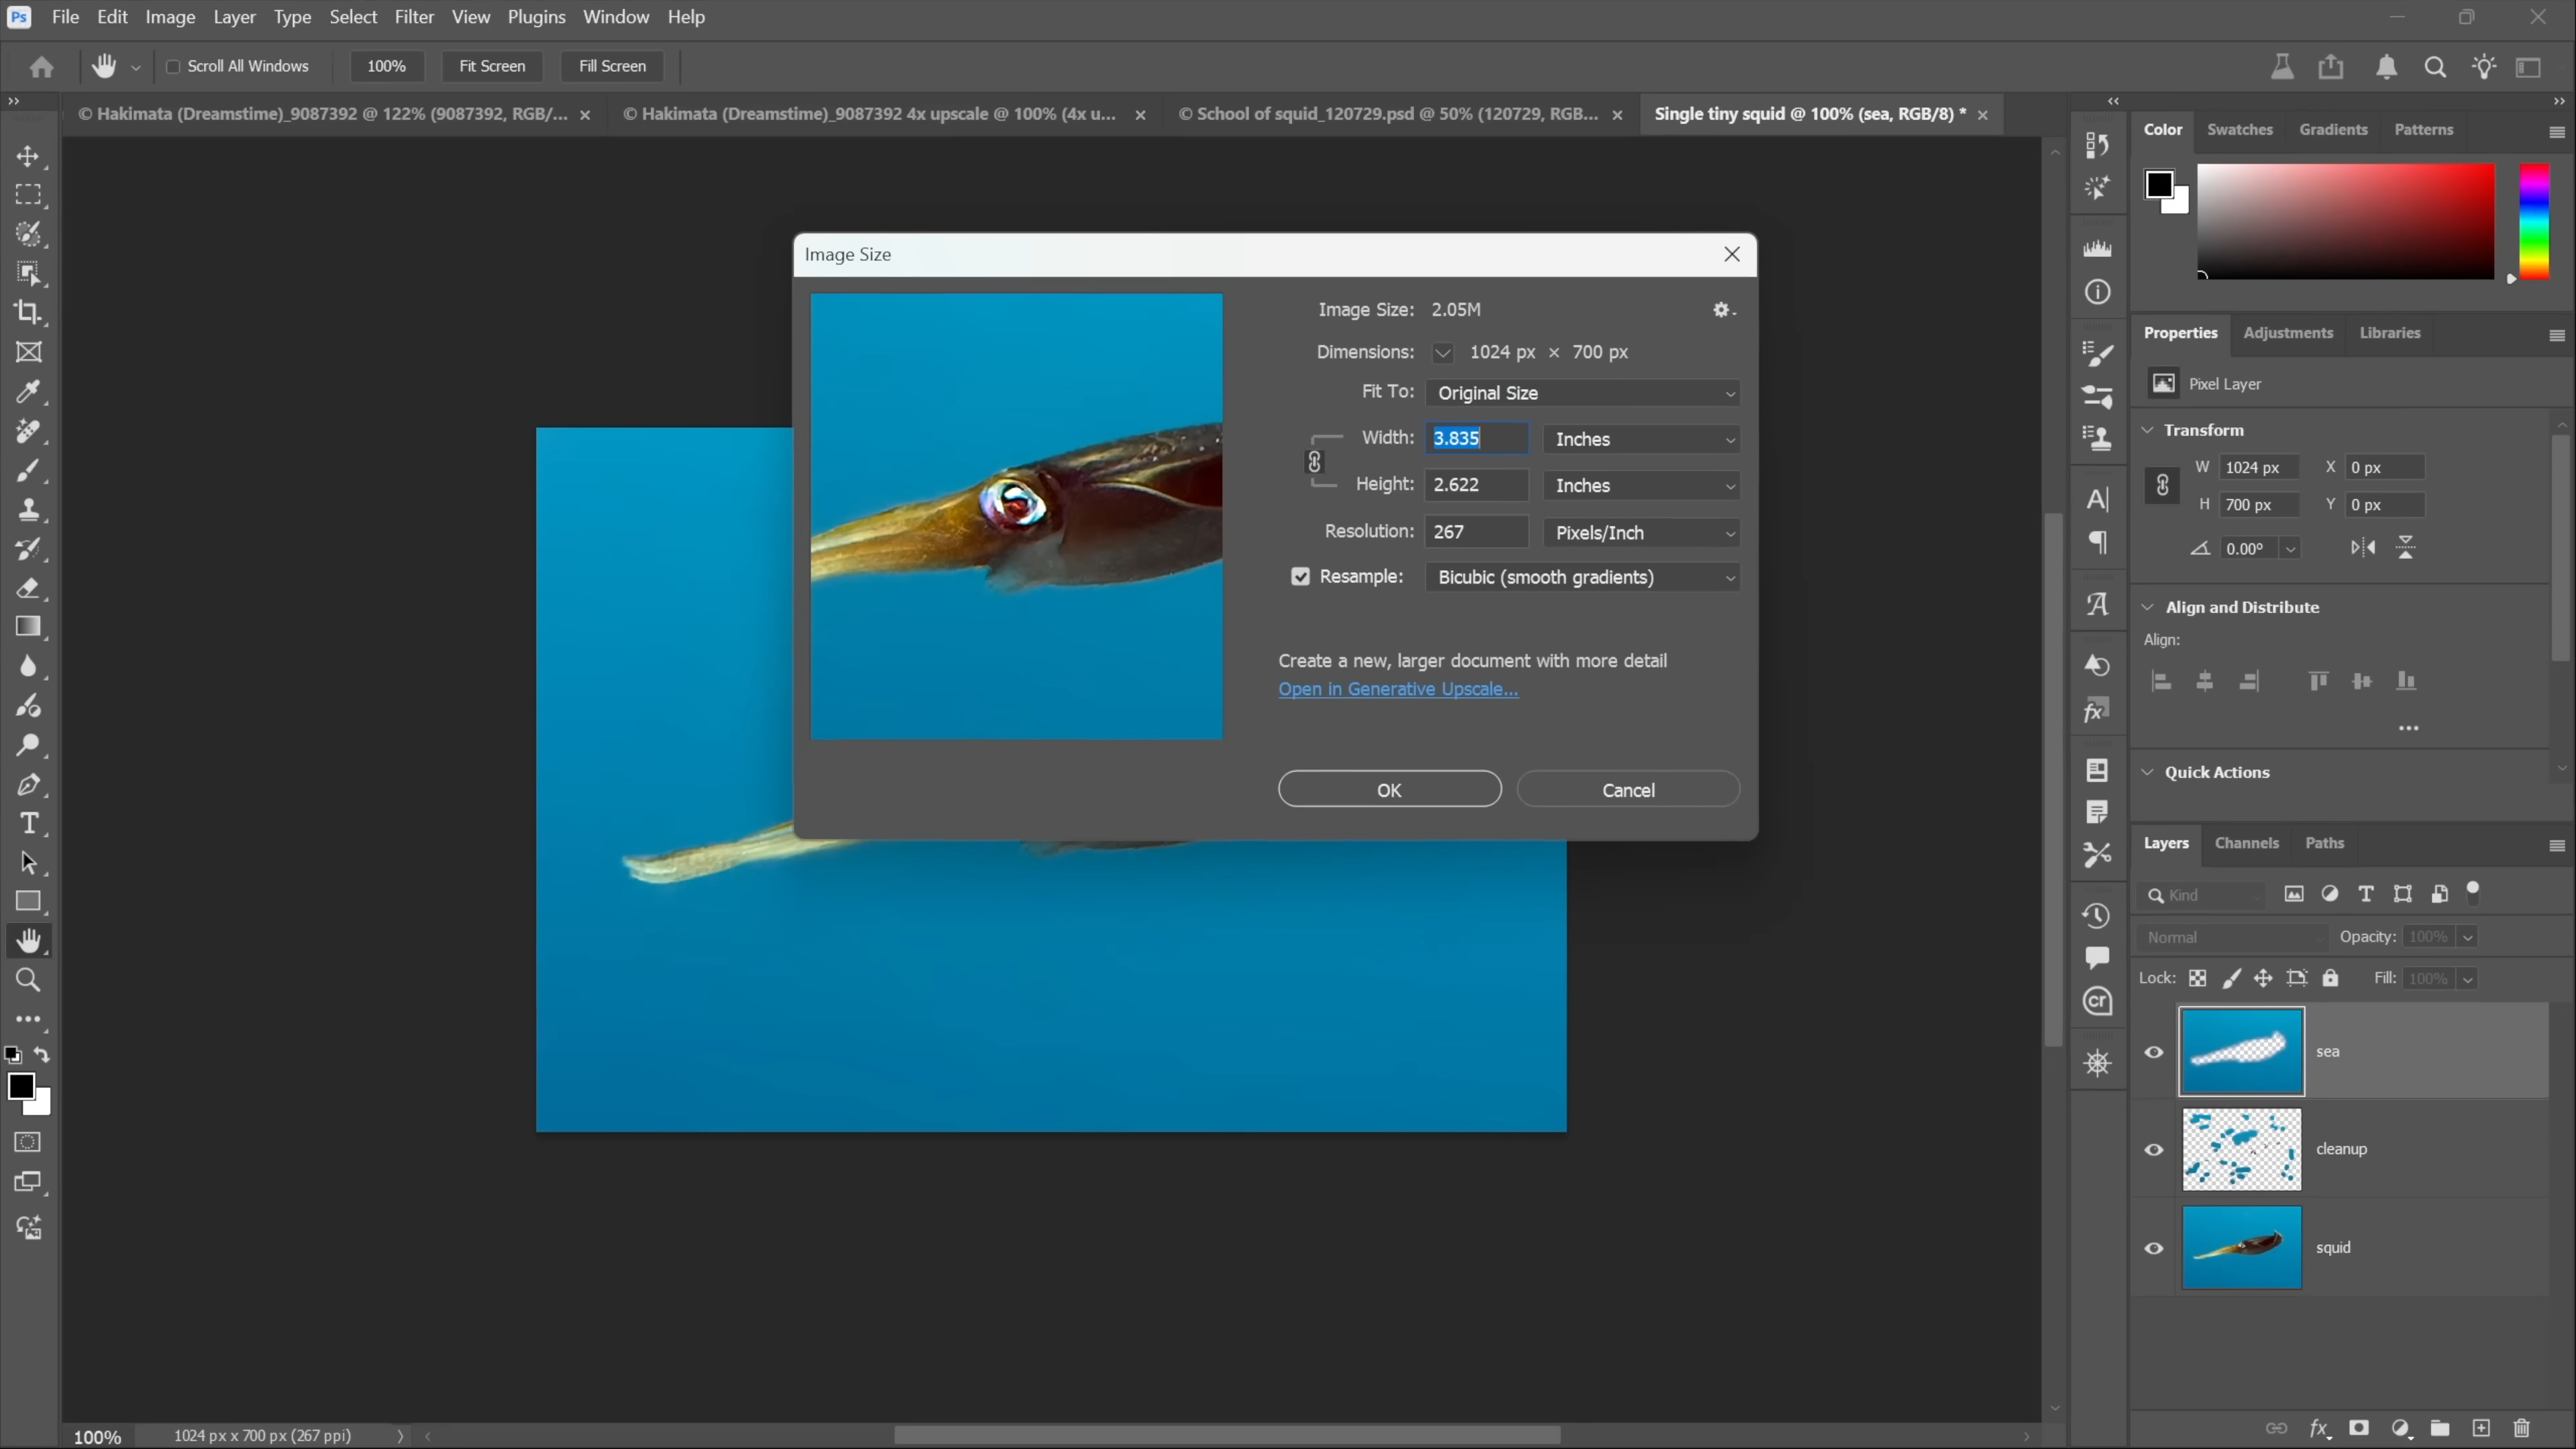 Ps File Edit Image Layer Type Select Filter View Plugins Window Help
Scroll All Windows 100% Fit Screen Fill Screen
© Hakimata (Dreamstime)_9087392 @ 122% (9087392, RGB/... × © Hakimata (Dreamstime)_9087392 4x upscale @ 100% (4x u... × © School of squid_120729.psd @ 50% (120729, RGB... × Single tiny squid @ 100% (sea, RGB/8) * ×
Image Size
Image Size: 2.05M
Dimensions: 1024 px × 700 px
Fit To: Original Size
Width: 3.835 Inches
Height: 2.622 Inches
Resolution: 267 Pixels/Inch
Resample: Bicubic (smooth gradients)
Create a new, larger document with more detail
Open in Generative Upscale...
OK Cancel
Color Swatches Gradients Patterns
Properties Adjustments Libraries
Pixel Layer
Transform
W 1024 px X 0 px
H 700 px Y 0 px
0.00°
Align and Distribute
Align:
Quick Actions
Layers Channels Paths
Kind
Normal Opacity: 100%
Lock: Fill: 100%
sea
cleanup
squid
fx
100% 1024 px x 700 px (267 ppi)